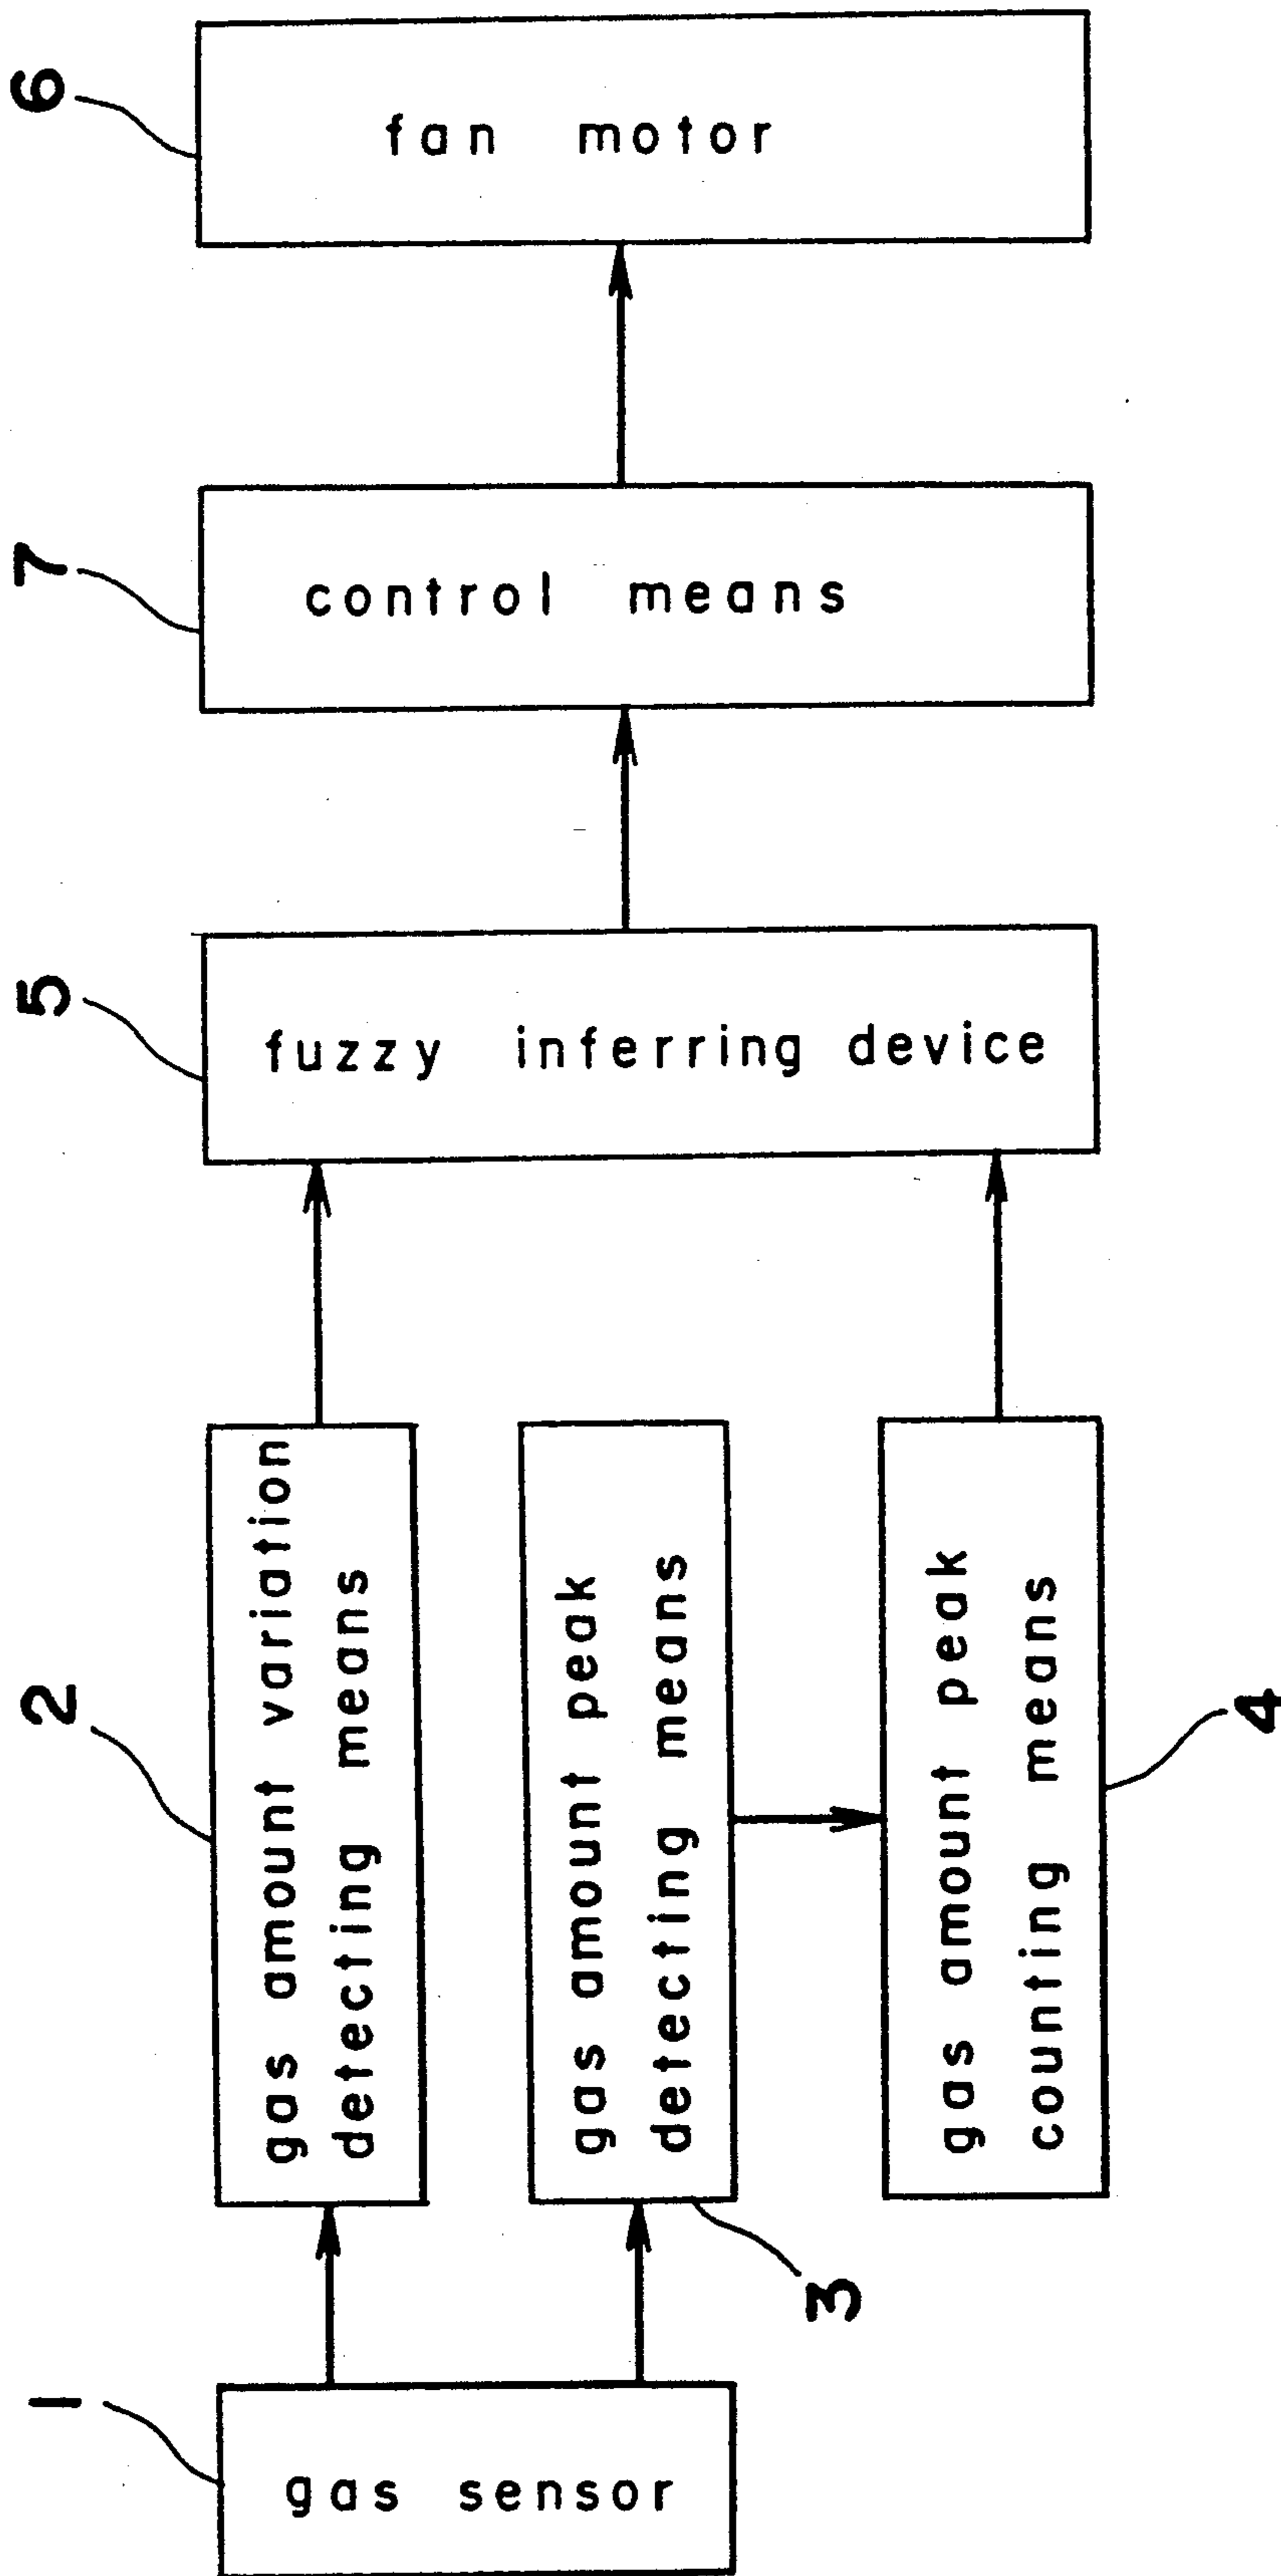 6
fan motor
7
control means
5
fuzzy inferring device
2
gas amount variation
detecting means
gas amount peak
detecting means
gas amount peak
counting means
4
3
1
gas sensor